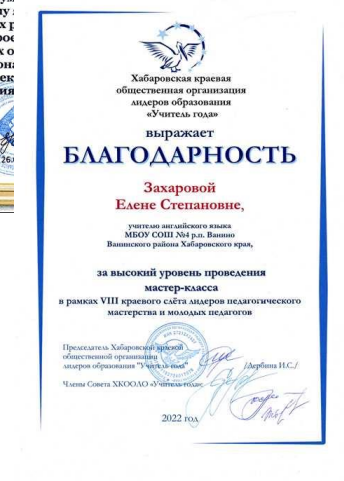 Хабаровская краевая
общественная организация
лидеров образования
«Учитель года»
выражает
БЛАГОДАРНОСТЬ
Захаровой
Елене Степановне,
учителю английского языка
МБОУ СОШ №4 р.п. Ванино
Ванинского района Хабаровского края,
за высокий уровень проведения
мастер-класса
в рамках VIII краевого слёта лидеров педагогического
мастерства и молодых педагогов
Председатель Хабаровской краевой
общественной организации
лидеров образования "Учитель года" /Дербина И.С./
Члены Совета ХКООЛО «Учитель года»:
2022 год